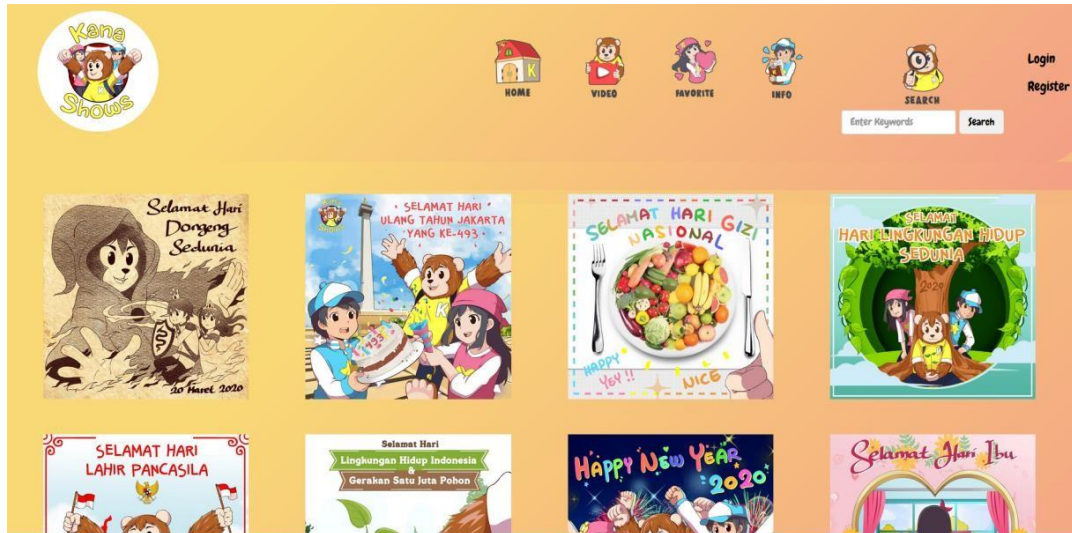 Kana
Shows
HOME
VIDEO
FAVORITE
INFO
SEARCH
Enter Keywords
Search
Login
Register
Selamat Hari
Dongeng
Sedunia
20 Maret 2020
SELAMAT HARI
ULANG TAHUN JAKARTA
YANG KE-493
SELAMAT HARI GIZI
NASIONAL
HAPPY
YEY !!
NICE
SELAMAT
HARI LINGKUNGAN HIDUP
SEDUNIA
2020
SELAMAT HARI
LAHIR PANCASILA
Selamat Hari
Lingkungan Hidup Indonesia
&
Gerakan Satu Juta Pohon
HAPPY NEW YEAR
2020
Selamat Hari Ibu